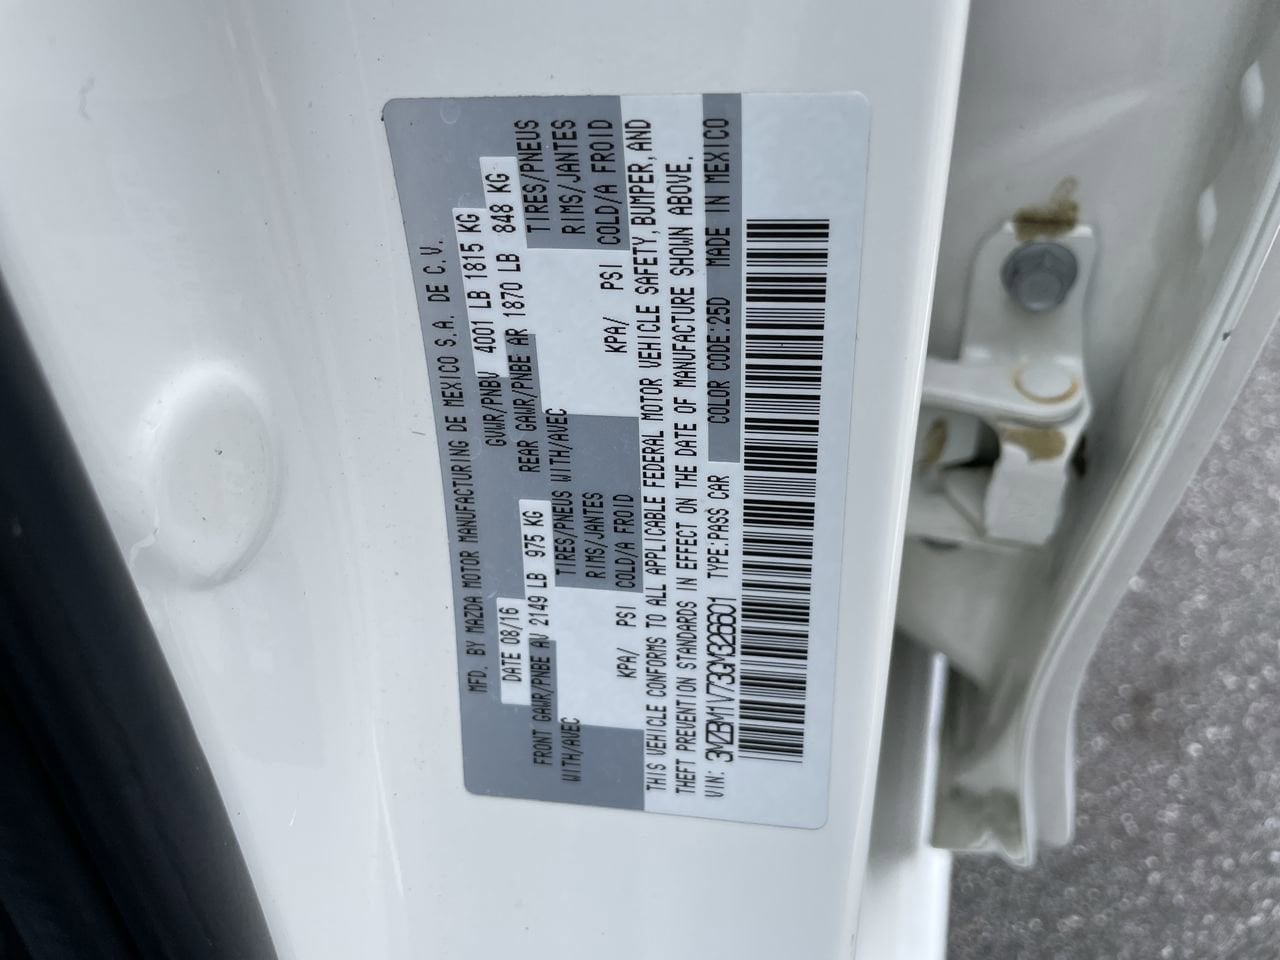 MFD. BY MAZDA MOTOR MANUFACTURING DE MEXICO S.A. DE C.V.
DATE 08/16 GVWR/PNBV 4001 LB 1815 KG
FRONT GAWR/PNBE AV 2149 LB 975 KG REAR GAWR/PNBE AR 1870 LB 848 KG
WITH/AVEC TIRES/PNEUS WITH/AVEC TIRES/PNEUS
RIMS/JANTES RIMS/JANTES
KPA/ PSI COLD/A FROID KPA/ PSI COLD/A FROID
THIS VEHICLE CONFORMS TO ALL APPLICABLE FEDERAL MOTOR VEHICLE SAFETY, BUMPER, AND
THEFT PREVENTION STANDARDS IN EFFECT ON THE DATE OF MANUFACTURE SHOWN ABOVE.
VIN: 3MZBM1V73GM326601 TYPE:PASS CAR COLOR CODE:25D MADE IN MEXICO